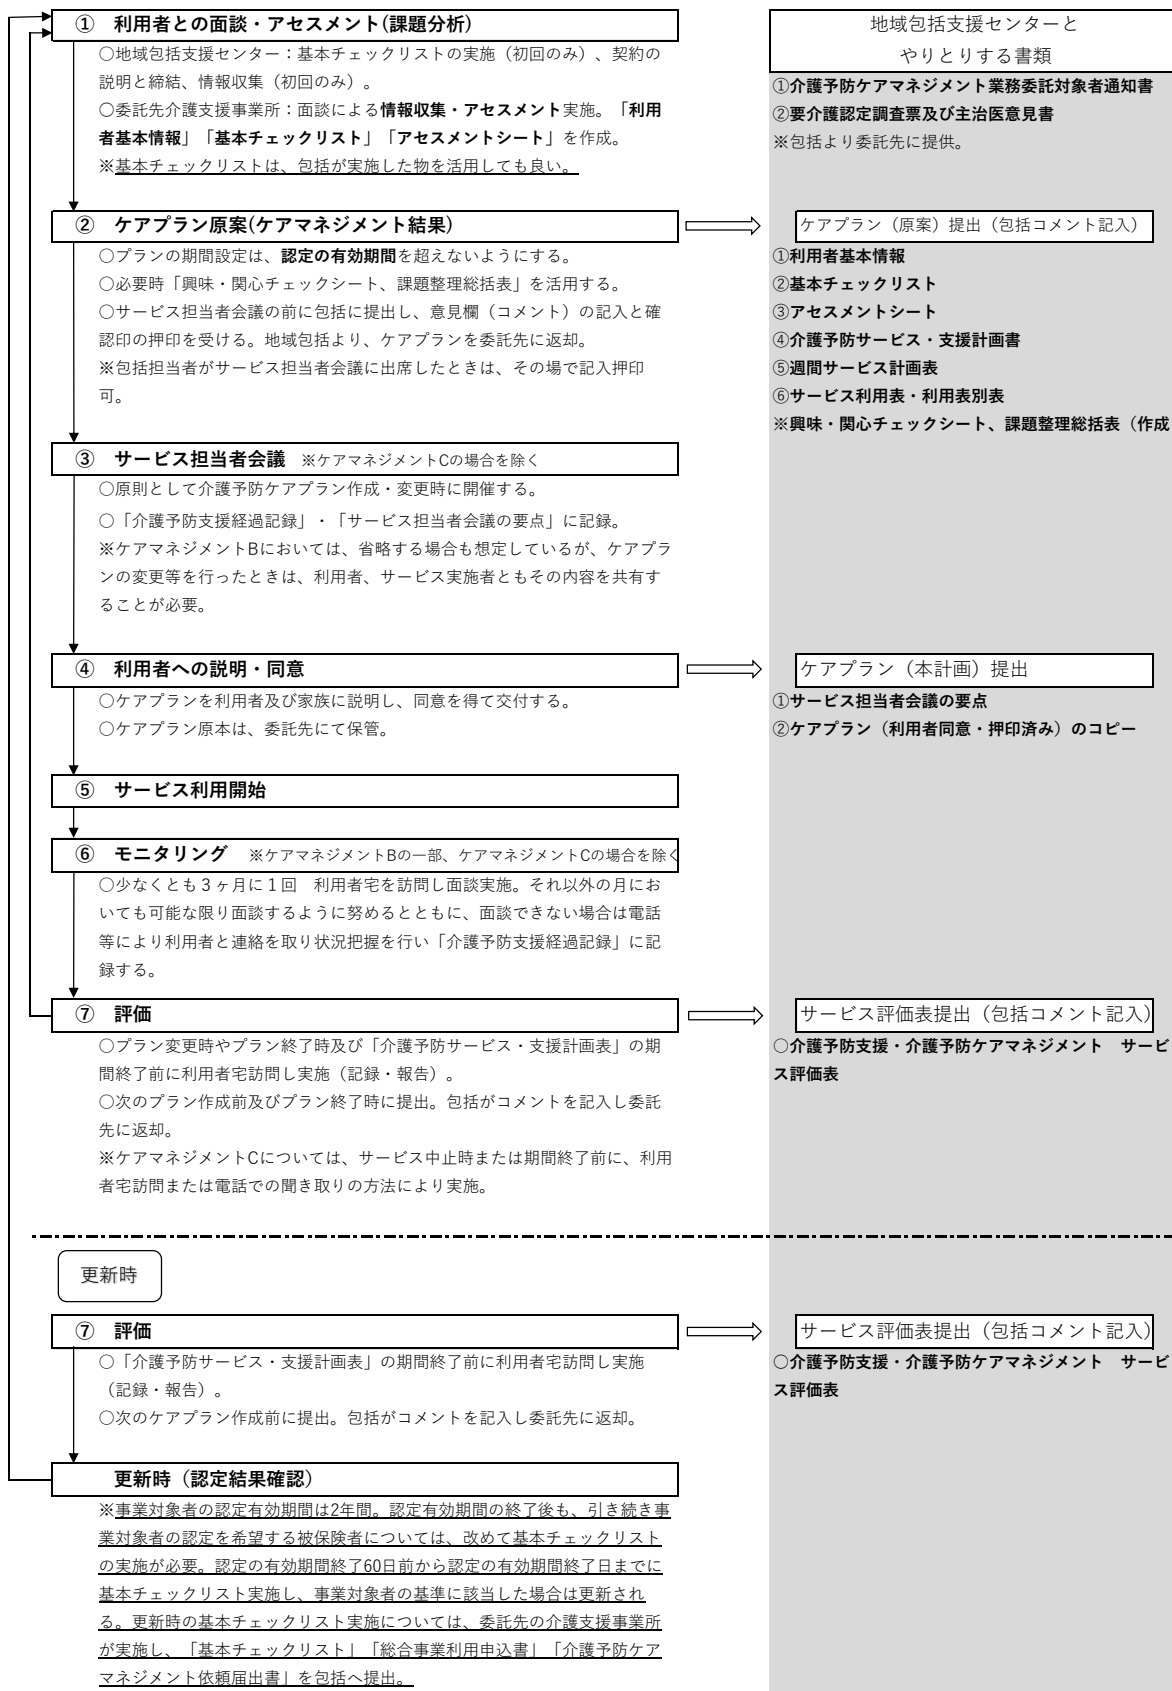 ① 利用者との面談・アセスメント(課題分析)
○地域包括支援センター：基本チェックリストの実施（初回のみ）、契約の
説明と締結、情報収集（初回のみ）。
○委託先介護支援事業所：面談による情報収集・アセスメント実施。「利用
者基本情報」「基本チェックリスト」「アセスメントシート」を作成。
※基本チェックリストは、包括が実施した物を活用しても良い。
地域包括支援センターと
やりとりする書類
①介護予防ケアマネジメント業務委託対象者通知書
②要介護認定調査票及び主治医意見書
※包括より委託先に提供。
② ケアプラン原案(ケアマネジメント結果)
○プランの期間設定は、認定の有効期間を超えないようにする。
○必要時「興味・関心チェックシート、課題整理総括表」を活用する。
○サービス担当者会議の前に包括に提出し、意見欄（コメント）の記入と確
認印の押印を受ける。地域包括より、ケアプランを委託先に返却。
※包括担当者がサービス担当者会議に出席したときは、その場で記入押印
可。
ケアプラン（原案）提出（包括コメント記入）
①利用者基本情報
②基本チェックリスト
③アセスメントシート
④介護予防サービス・支援計画書
⑤週間サービス計画表
⑥サービス利用表・利用表別表
※興味・関心チェックシート、課題整理総括表（作成
③ サービス担当者会議 ※ケアマネジメントCの場合を除く
○原則として介護予防ケアプラン作成・変更時に開催する。
○「介護予防支援経過記録」・「サービス担当者会議の要点」に記録。
※ケアマネジメントBにおいては、省略する場合も想定しているが、ケアプラ
ンの変更等を行ったときは、利用者、サービス実施者ともその内容を共有す
ることが必要。
④ 利用者への説明・同意
○ケアプランを利用者及び家族に説明し、同意を得て交付する。
○ケアプラン原本は、委託先にて保管。
ケアプラン（本計画）提出
①サービス担当者会議の要点
②ケアプラン（利用者同意・押印済み）のコピー
⑤ サービス利用開始
⑥ モニタリング ※ケアマネジメントBの一部、ケアマネジメントCの場合を除く
○少なくとも３ヶ月に１回 利用者宅を訪問し面談実施。それ以外の月にお
いても可能な限り面談するように努めるとともに、面談できない場合は電話
等により利用者と連絡を取り状況把握を行い「介護予防支援経過記録」に記
録する。
⑦ 評価
○プラン変更時やプラン終了時及び「介護予防サービス・支援計画表」の期
間終了前に利用者宅訪問し実施（記録・報告）。
○次のプラン作成前及びプラン終了時に提出。包括がコメントを記入し委託
先に返却。
※ケアマネジメントCについては、サービス中止時または期間終了前に、利用
者宅訪問または電話での聞き取りの方法により実施。
サービス評価表提出（包括コメント記入）
○介護予防支援・介護予防ケアマネジメント サービ
ス評価表
更新時
⑦ 評価
○「介護予防サービス・支援計画表」の期間終了前に利用者宅訪問し実施
（記録・報告）。
○次のケアプラン作成前に提出。包括がコメントを記入し委託先に返却。
サービス評価表提出（包括コメント記入）
○介護予防支援・介護予防ケアマネジメント サービ
ス評価表
更新時（認定結果確認）
※事業対象者の認定有効期間は2年間。認定有効期間の終了後も、引き続き事
業対象者の認定を希望する被保険者については、改めて基本チェックリスト
の実施が必要。認定の有効期間終了60日前から認定の有効期間終了日までに
基本チェックリスト実施し、事業対象者の基準に該当した場合は更新され
る。更新時の基本チェックリスト実施については、委託先の介護支援事業所
が実施し、「基本チェックリスト」「総合事業利用申込書」「介護予防ケア
マネジメント依頼届出書」を包括へ提出。